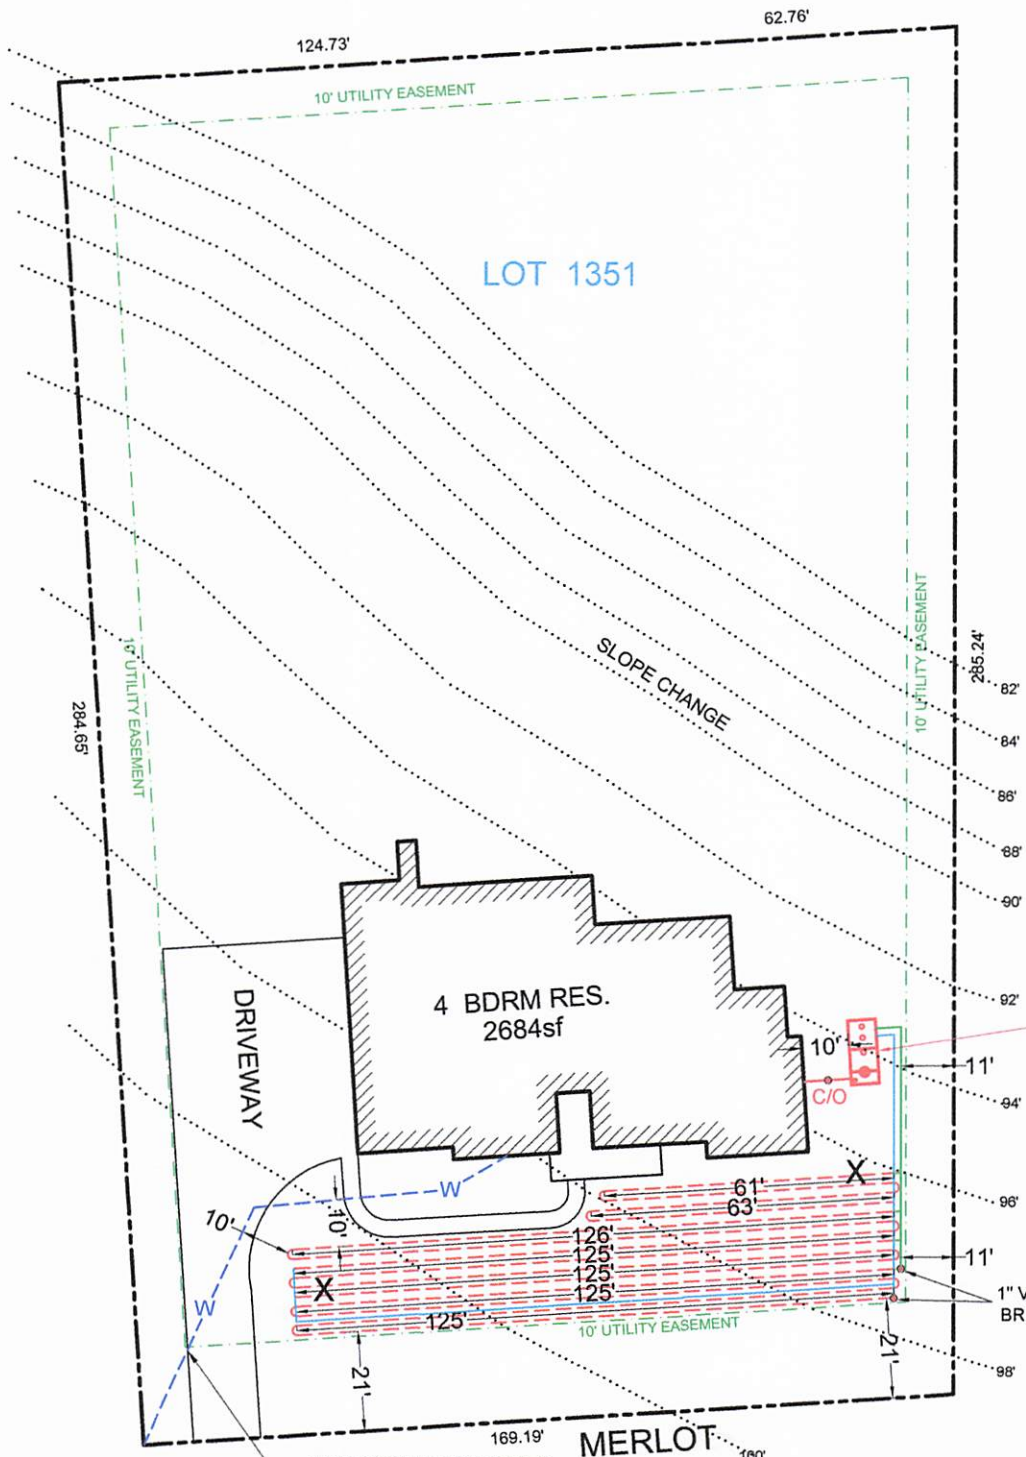 124.73'
62.76'
10' UTILITY EASEMENT
LOT 1351
10' UTILITY EASEMENT
284.65'
10' UTILITY EASEMENT
285.24'
SLOPE CHANGE
82'
84'
86'
88'
90'
92'
94'
96'
98'
4 BDRM RES.
2684sf
DRIVEWAY
10'
11'
C/O
X
W
61'
63'
10'
10'
126'
125'
125'
125'
125'
X
W
11'
1" V
BR
10' UTILITY EASEMENT
21'
21'
169.19'
MERLOT